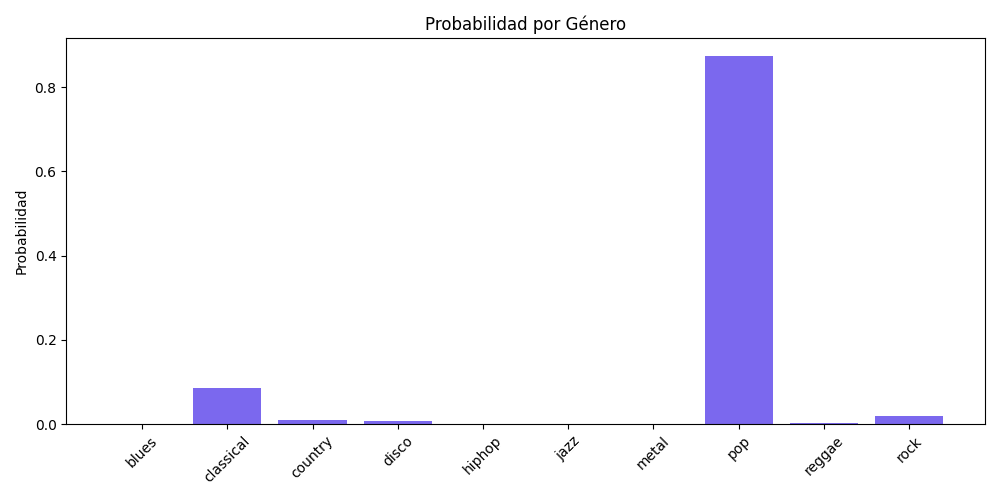 Probabilidad por Género
Probabilidad
0.8
0.6
0.4
0.2
0.0
blues
classical
country
disco
hiphop
jazz
metal
pop
reggae
rock